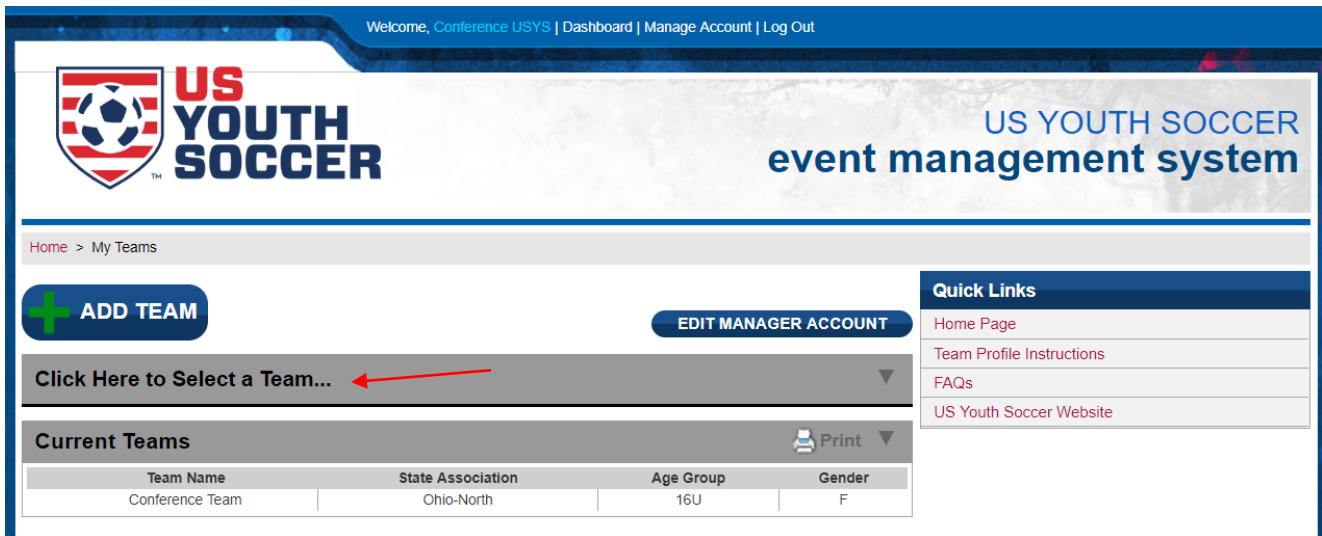 Welcome, Conference USYS | Dashboard | Manage Account | Log Out
US
YOUTH
SOCCER
TM
US YOUTH SOCCER
event management system
Home > My Teams
ADD TEAM
EDIT MANAGER ACCOUNT
Click Here to Select a Team...
Current Teams
Print
Team Name State Association Age Group Gender
Conference Team Ohio-North 16U F
Quick Links
Home Page
Team Profile Instructions
FAQs
US Youth Soccer Website